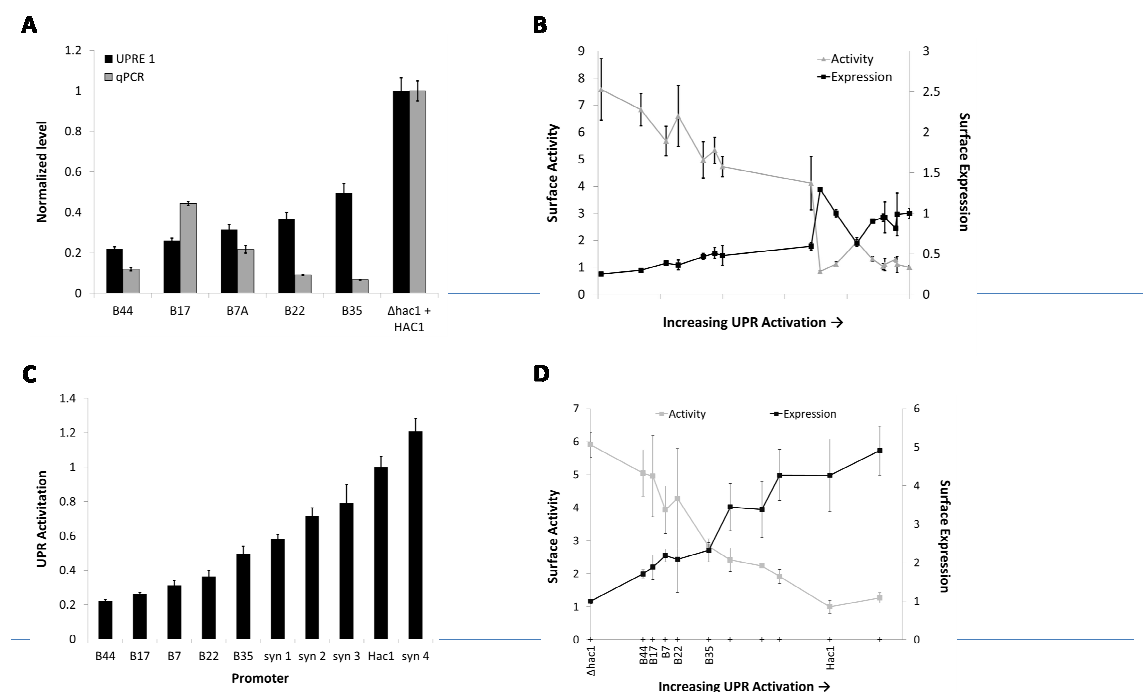 A
1.2
1
0.8
0.6
0.4
0.2
0
Normalized level
UPRE 1
qPCR
B44 B17 B7A B22 B35 Δhac1 +
HAC1
B
9
8
7
6
5
4
3
2
1
0
Surface Activity
Activity
Expression
3
2.5
2
1.5
1
0.5
0
Surface Expression
Increasing UPR Activation →
C
1.4
1.2
1
0.8
0.6
0.4
0.2
0
UPR Activitation
B44 B17 B7 B22 B35 syn 1 syn 2 syn 3 Hac1 syn 4
Promoter
D
7
6
5
4
3
2
1
0
Surface Activity
Activity
Expression
6
5
4
3
2
1
0
Surface Expression
Δhac1 B44 B17 B7 B22 B35 Hac1
Increasing UPR Activation →